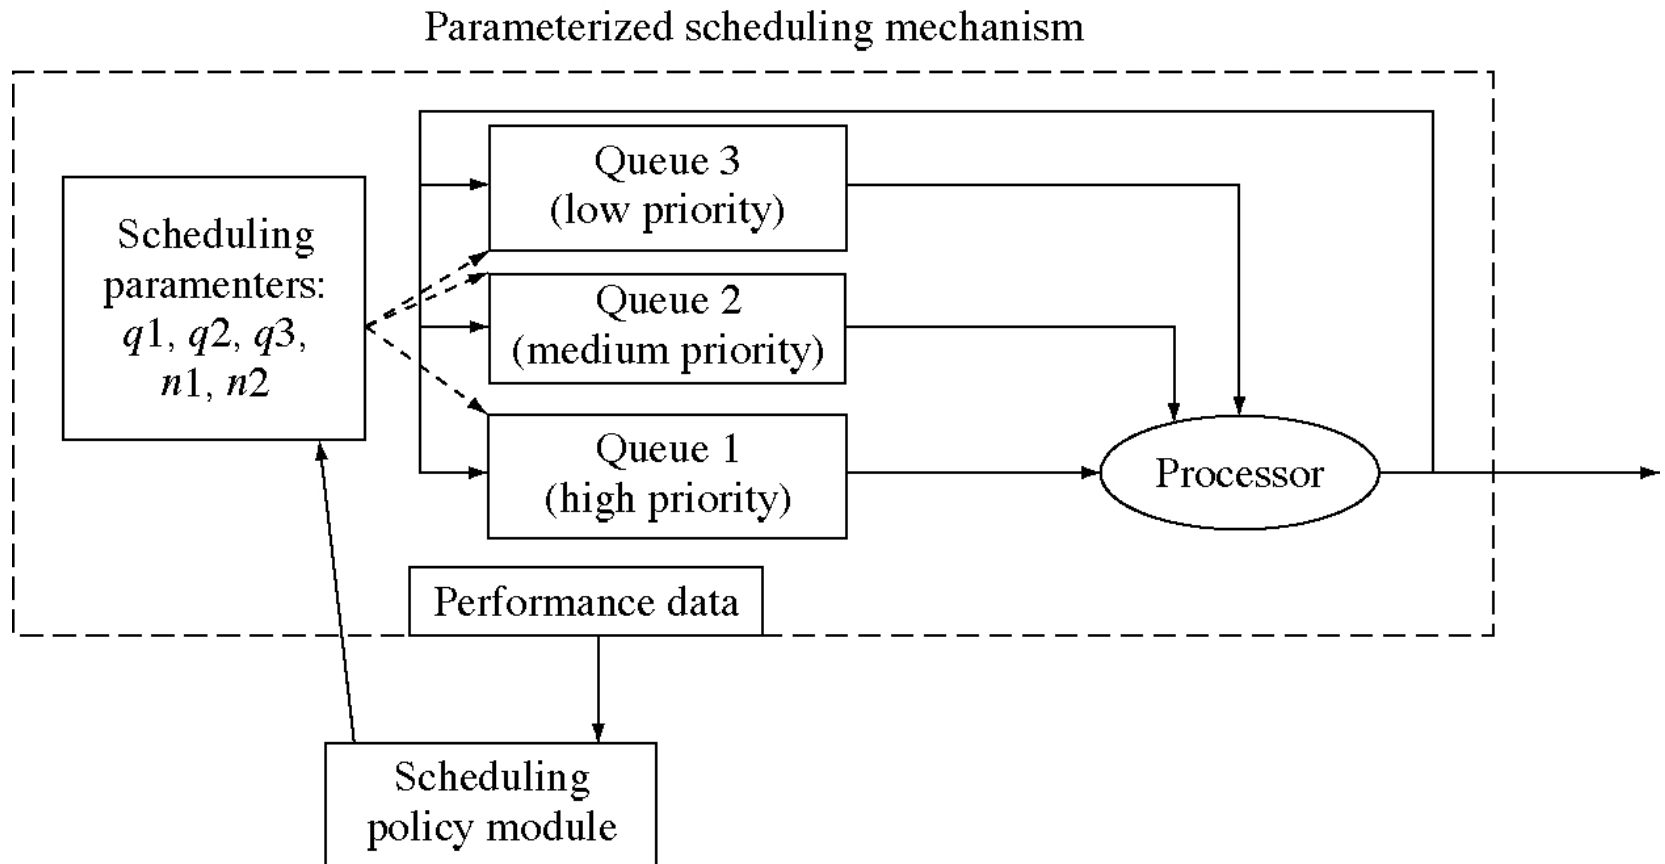 Parameterized scheduling mechanism
Scheduling
paramenters:
q1, q2, q3,
n1, n2
Queue 3
(low priority)
Queue 2
(medium priority)
Queue 1
(high priority)
Processor
Performance data
Scheduling
policy module